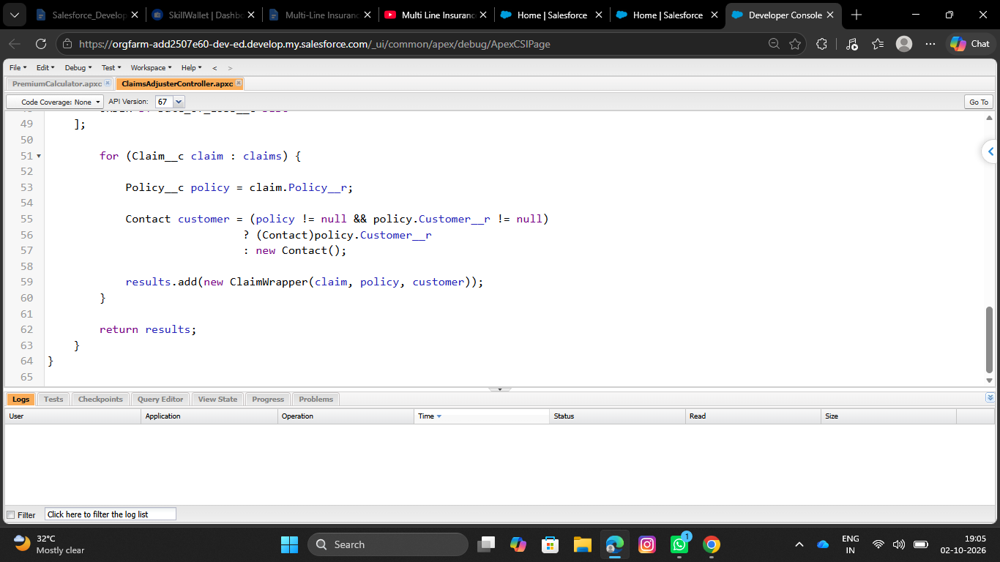 Salesforce_Develop
SkillWallet | Dashbo
Multi-Line Insuranc
Multi Line Insuranc
Home | Salesforce
Home | Salesforce
Developer Console
https://orgfarm-add2507e60-dev-ed.develop.my.salesforce.com/_ui/common/apex/debug/ApexCSIPage
Chat
File Edit Debug Test Workspace Help < >
PremiumCalculator.apxc ClaimsAdjusterController.apxc
Code Coverage: None API Version: 67 Go To
49 ];
50
51 for (Claim__c claim : claims) {
52
53 Policy__c policy = claim.Policy__r;
54
55 Contact customer = (policy != null && policy.Customer__r != null)
56 ? (Contact)policy.Customer__r
57 : new Contact();
58
59 results.add(new ClaimWrapper(claim, policy, customer));
60 }
61
62 return results;
63 }
64 }
65
Logs Tests Checkpoints Query Editor View State Progress Problems
User Application Operation Time Status Read Size
Filter Click here to filter the log list
32°C
Mostly clear
Search
1
ENG
IN
19:05
02-10-2026